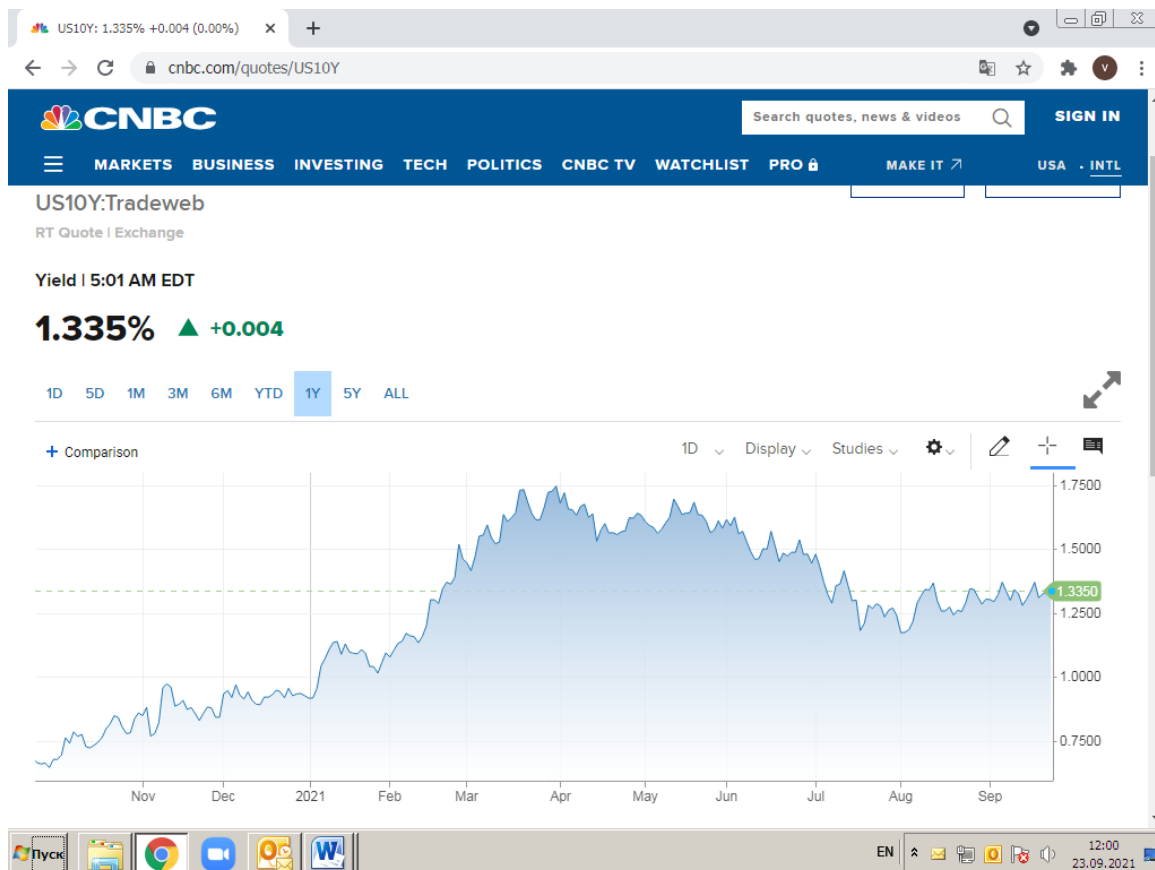 US10Y: 1.335% +0.004 (0.00%)
cnbc.com/quotes/US10Y
V
CNBC
Search quotes, news & videos
SIGN IN
MARKETS BUSINESS INVESTING TECH POLITICS CNBC TV WATCHLIST PRO MAKE IT USA · INTL
US10Y:Tradeweb
RT Quote | Exchange
Yield | 5:01 AM EDT
1.335% +0.004
1D 5D 1M 3M 6M YTD 1Y 5Y ALL
+ Comparison 1D Display Studies
1.7500
1.5000
1.3350
1.2500
1.0000
0.7500
Nov Dec 2021 Feb Mar Apr May Jun Jul Aug Sep
Пуск
EN
12:00
23.09.2021